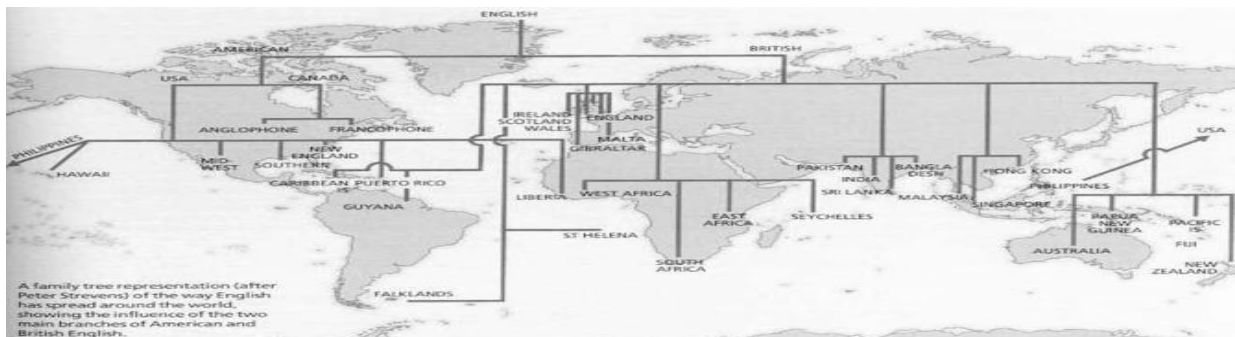 ENGLISH
AMERICAN
BRITISH
USA
CANADA
ANGLOPHONE
FRANCOPHONE
IRELAND
SCOTLAND
WALES
ENGLAND
MALTA
GIBRALTAR
PHILIPPINES
HAWAII
MID-
WEST
SOUTHERN
NEW
ENGLAND
CARIBBEAN
IS
PUERTO RICO
GUYANA
LIBERIA
WEST AFRICA
EAST
AFRICA
SEYCHELLES
ST HELENA
SOUTH
AFRICA
FALKLANDS
PAKISTAN
INDIA
SRI LANKA
BANGLA
DESH
MALAYSIA
SINGAPORE
HONG KONG
PHILIPPINES
USA
PAPUA
NEW
GUINEA
PACIFIC
IS
FIJI
AUSTRALIA
NEW
ZEALAND
A family tree representation (after
Peter Strevens) of the way English
has spread around the world,
showing the influence of the two
main branches of American and
British English.